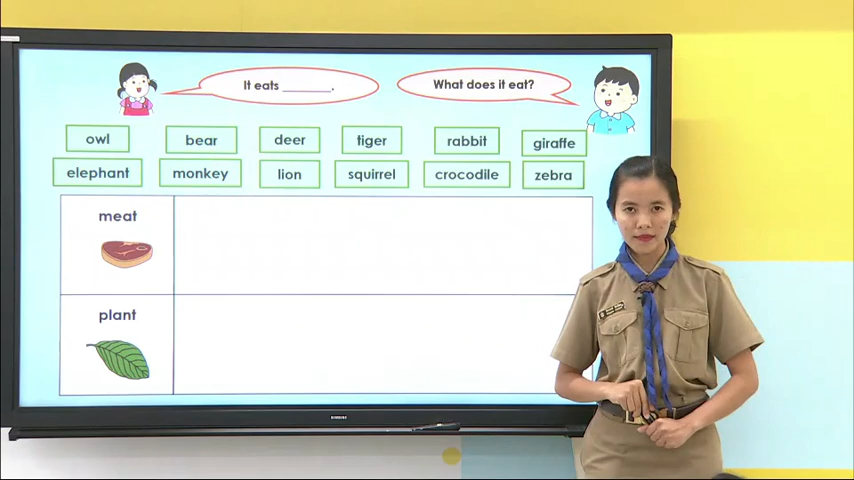 It eats ______.
What does it eat?
owl
bear
deer
tiger
rabbit
giraffe
elephant
monkey
lion
squirrel
crocodile
zebra
meat
plant
SAMSUNG